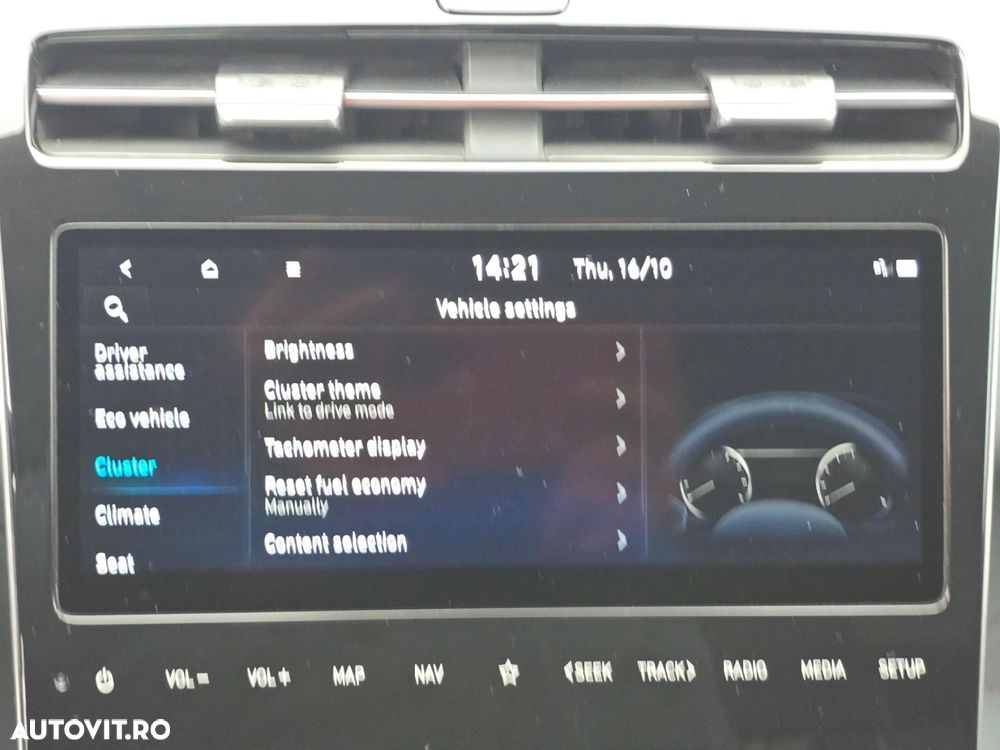 14:21 Thu, 16/10
Vehicle settings
Driver
assistance
Eco vehicle
Cluster
Climate
Seat
Brightness
Cluster theme
Link to drive mode
Tachometer display
Reset fuel economy
Manually
Content selection
VOL− VOL+ MAP NAV SEEK TRACK RADIO MEDIA SETUP
AUTOVIT.RO